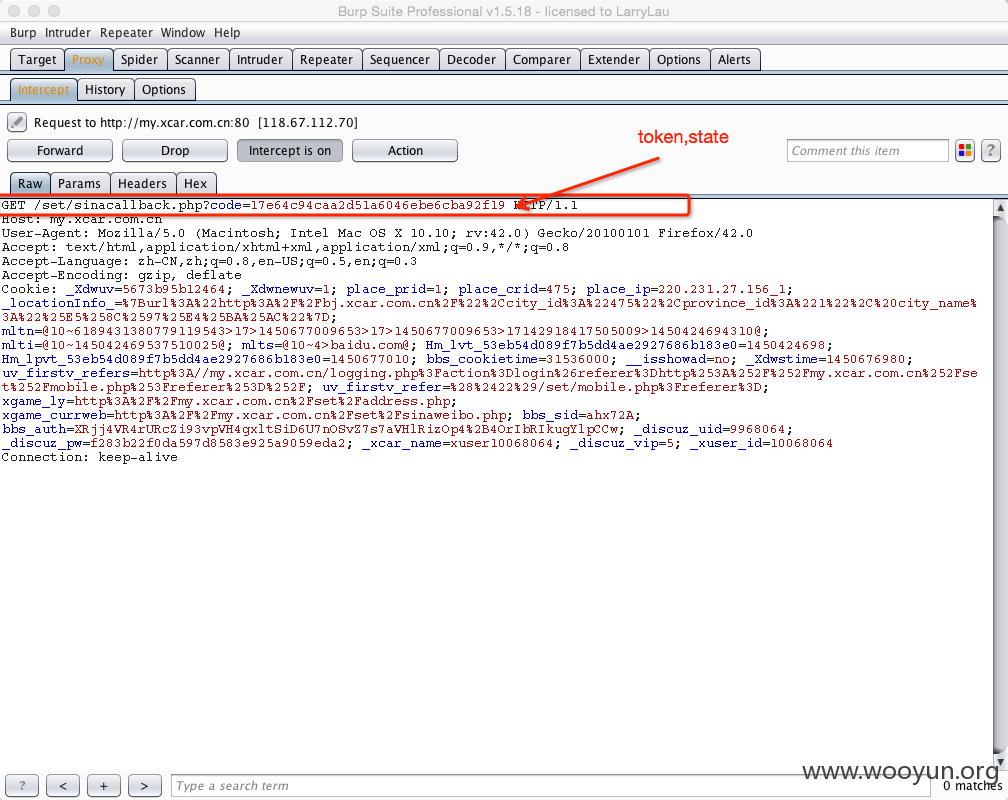 Burp Suite Professional v1.5.18 - licensed to LarryLau
Burp Intruder Repeater Window Help
Target Proxy Spider Scanner Intruder Repeater Sequencer Decoder Comparer Extender Options Alerts
Intercept History Options
Request to http://my.xcar.com.cn:80 [118.67.112.70]
token,state
Forward Drop Intercept is on Action Comment this item ?
Raw Params Headers Hex
GET /set/sinacallback.php?code=17e64c94caa2d51a6046ebe6cba92f19 HTTP/1.1
Host: my.xcar.com.cn
User-Agent: Mozilla/5.0 (Macintosh; Intel Mac OS X 10.10; rv:42.0) Gecko/20100101 Firefox/42.0
Accept: text/html,application/xhtml+xml,application/xml;q=0.9,*/*;q=0.8
Accept-Language: zh-CN,zh;q=0.8,en-US;q=0.5,en;q=0.3
Accept-Encoding: gzip, deflate
Cookie: _Xdwuv=5673b95b12464; _Xdwnewuv=1; place_prid=1; place_crid=475; place_ip=220.231.27.156_1;
_locationInfo_=%7Burl%3A%22http%3A%2F%2Fbj.xcar.com.cn%2F%22%2Ccity_id%3A%22475%22%2Cprovince_id%3A%221%22%2C%20city_name%
3A%22%25E5%258C%2597%25E4%25BA%25AC%22%7D;
mltn=@10~6189431380779119543>17>1450677009653>17>1450677009653>17142918417505009>1450424694310@;
mlti=@10~145042469537510025@; mlts=@10~4>baidu.com@; Hm_lvt_53eb54d089f7b5dd4ae2927686b183e0=1450424698;
Hm_lpvt_53eb54d089f7b5dd4ae2927686b183e0=1450677010; bbs_cookietime=31536000; __isshowad=no; _Xdwstime=1450676980;
uv_firstv_refers=http%3A//my.xcar.com.cn/logging.php%3Faction%3Dlogin%26referer%3Dhttp%253A%252F%252Fmy.xcar.com.cn%252Fse
t%252Fmobile.php%253Freferer%253D%252F; uv_firstv_refer=%28%2422%29/set/mobile.php%3Freferer%3D;
xgame_ly=http%3A%2F%2Fmy.xcar.com.cn%2Fset%2Faddress.php;
xgame_currweb=http%3A%2F%2Fmy.xcar.com.cn%2Fset%2Fsinaweibo.php; bbs_sid=ahx72A;
bbs_auth=XRjj4VR4rURcZi93vpVH4gxltSiD6U7nOSvZ7s7aVHlRizOp4%2B4OrIbRIkugYlpCCw; _discuz_uid=9968064;
_discuz_pw=f283b22f0da597d8583e925a9059eda2; _xcar_name=xuser10068064; _discuz_vip=5; _xuser_id=10068064
Connection: keep-alive
www.wooyun.org
? < + > Type a search term 0 matches